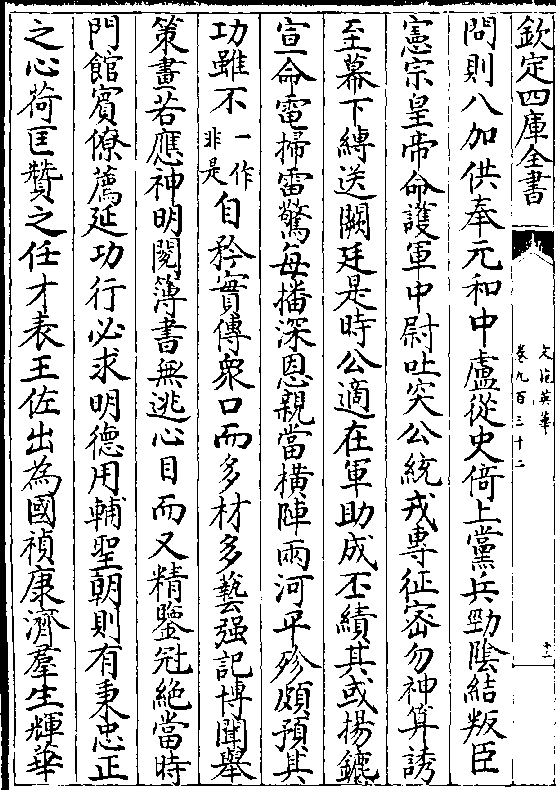 欽定四庫全書
文苑英華
卷九百三十二
十二
問則八加供奉元和中盧從史倚上黨兵勁陰結叛臣
憲宗皇帝命護軍中尉吐突公統戎專征密勿神算誘
至幕下縛送闕廷是時公適在軍助成丕績其或揚鑣
宣命電掃雷驚每播深恩親當橫陣兩河平殄頗預其
功雖不一作非是自矜實傳衆口而多材多藝强記博聞舉
策畫若應神明閱簿書無逃心目而又精鑒冠絶當時
門館賓僚薦延功行必求明德用輔聖朝則有秉忠正
之心荷匡贊之任才表王佐出為國禎康濟羣生輝華